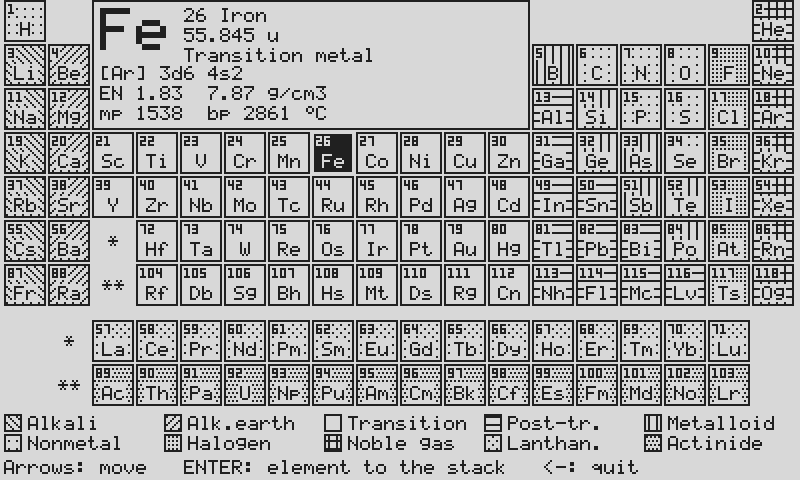 Fe 26 Iron
55.845 u
Transition metal
[Ar] 3d6 4s2
EN 1.83 7.87 g/cm3
mp 1538 bp 2861 ºC
1 H 2 He
3 Li 4 Be 5 B 6 C 7 N 8 O 9 F 10 Ne
11 Na 12 Mg 13 Al 14 Si 15 P 16 S 17 Cl 18 Ar
19 K 20 Ca 21 Sc 22 Ti 23 V 24 Cr 25 Mn 26 Fe 27 Co 28 Ni 29 Cu 30 Zn 31 Ga 32 Ge 33 As 34 Se 35 Br 36 Kr
37 Rb 38 Sr 39 Y 40 Zr 41 Nb 42 Mo 43 Tc 44 Ru 45 Rh 46 Pd 47 Ag 48 Cd 49 In 50 Sn 51 Sb 52 Te 53 I 54 Xe
55 Cs 56 Ba * 72 Hf 73 Ta 74 W 75 Re 76 Os 77 Ir 78 Pt 79 Au 80 Hg 81 Tl 82 Pb 83 Bi 84 Po 85 At 86 Rn
87 Fr 88 Ra ** 104 Rf 105 Db 106 Sg 107 Bh 108 Hs 109 Mt 110 Ds 111 Rg 112 Cn 113 Nh 114 Fl 115 Mc 116 Lv 117 Ts 118 Og
* 57 La 58 Ce 59 Pr 60 Nd 61 Pm 62 Sm 63 Eu 64 Gd 65 Tb 66 Dy 67 Ho 68 Er 69 Tm 70 Yb 71 Lu
** 89 Ac 90 Th 91 Pa 92 U 93 Np 94 Pu 95 Am 96 Cm 97 Bk 98 Cf 99 Es 100 Fm 101 Md 102 No 103 Lr
Alkali Alk.earth Transition Post-tr. Metalloid
Nonmetal Halogen Noble gas Lanthan. Actinide
Arrows: move ENTER: element to the stack <-: quit